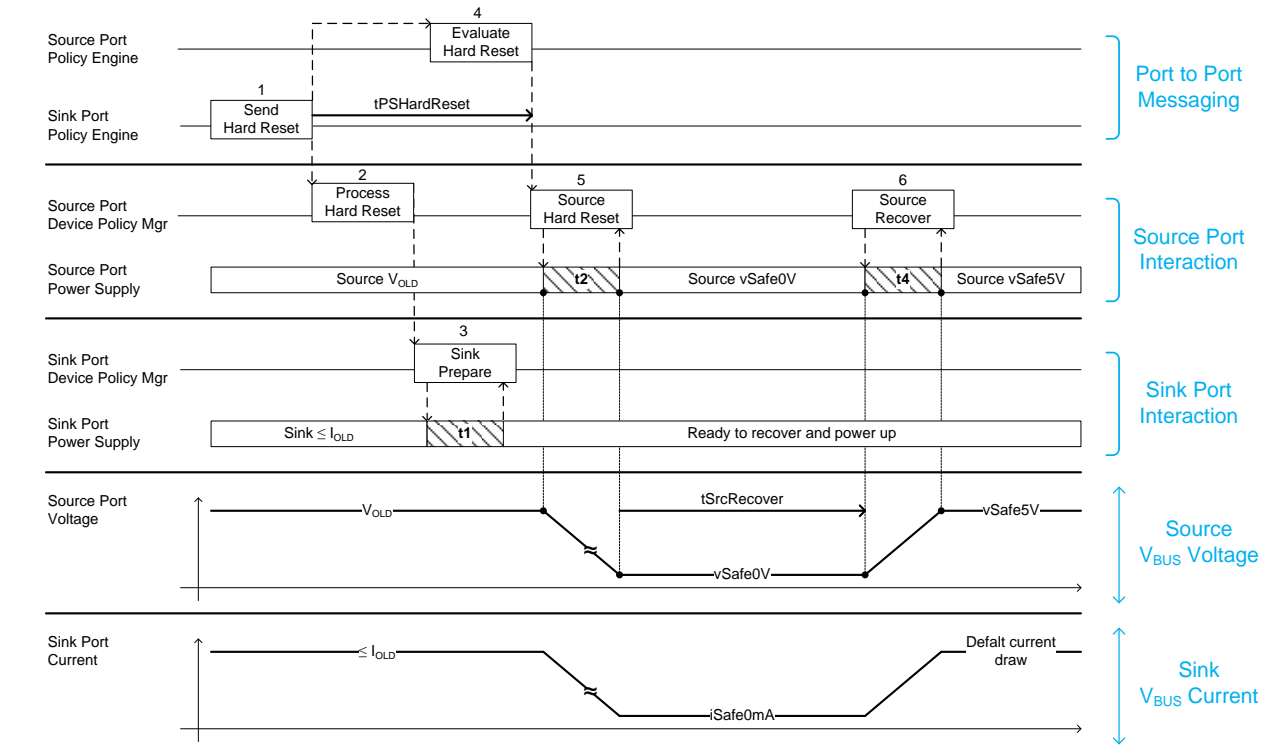 4
Source Port
Policy Engine
Evaluate
Hard Reset
Port to Port
Messaging
1
Sink Port
Policy Engine
Send
Hard Reset
tPSHardReset
2
5
6
Source Port
Device Policy Mgr
Process
Hard Reset
Source
Hard Reset
Source
Recover
Source Port
Interaction
Source Port
Power Supply
Source VOLD
t2
Source vSafe0V
t4
Source vSafe5V
3
Sink Port
Device Policy Mgr
Sink
Prepare
Sink Port
Interaction
Sink Port
Power Supply
Sink ≤ IOLD
t1
Ready to recover and power up
Source Port
Voltage
VOLD
≈
tSrcRecover
vSafe0V
vSafe5V
Source
VBUS Voltage
Sink Port
Current
≤ IOLD
≈
iSafe0mA
Defalt current
draw
Sink
VBUS Current